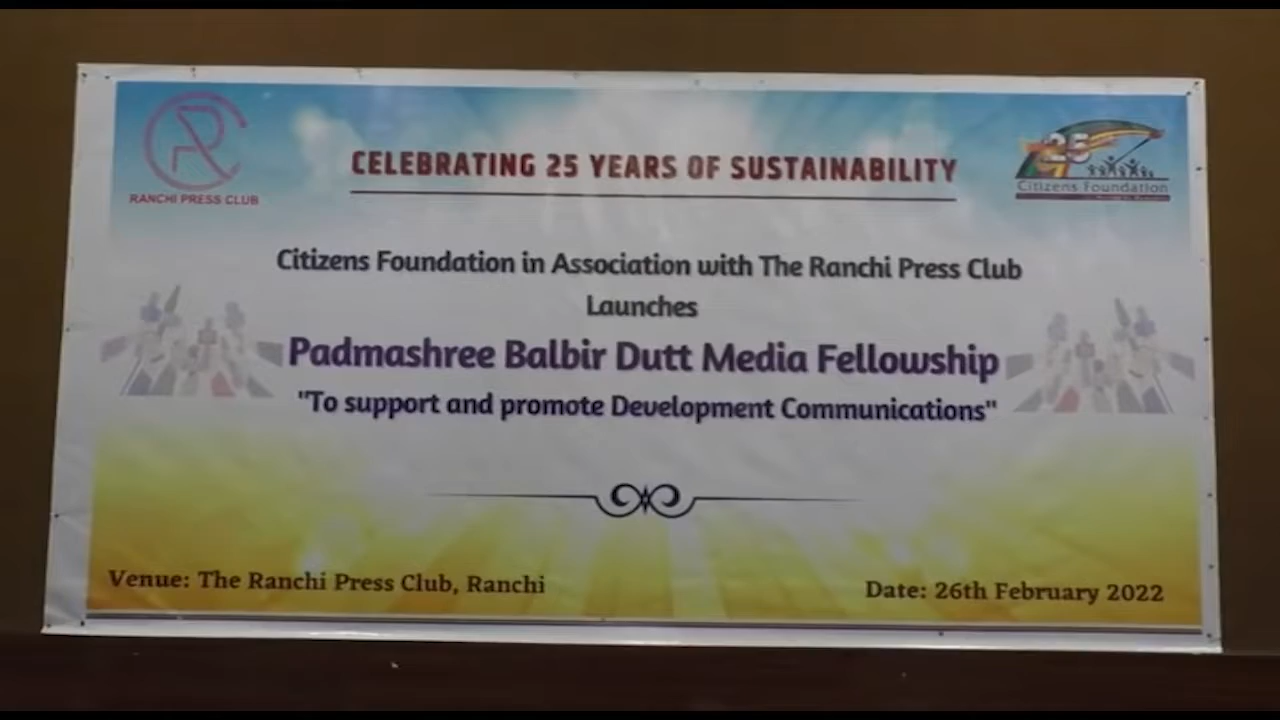 CELEBRATING 25 YEARS OF SUSTAINABILITY
RANCHI PRESS CLUB
25
Citizens Foundation
Citizens Foundation in Association with The Ranchi Press Club
Launches
Padmashree Balbir Dutt Media Fellowship
"To support and promote Development Communications"
Venue: The Ranchi Press Club, Ranchi
Date: 26th February 2022